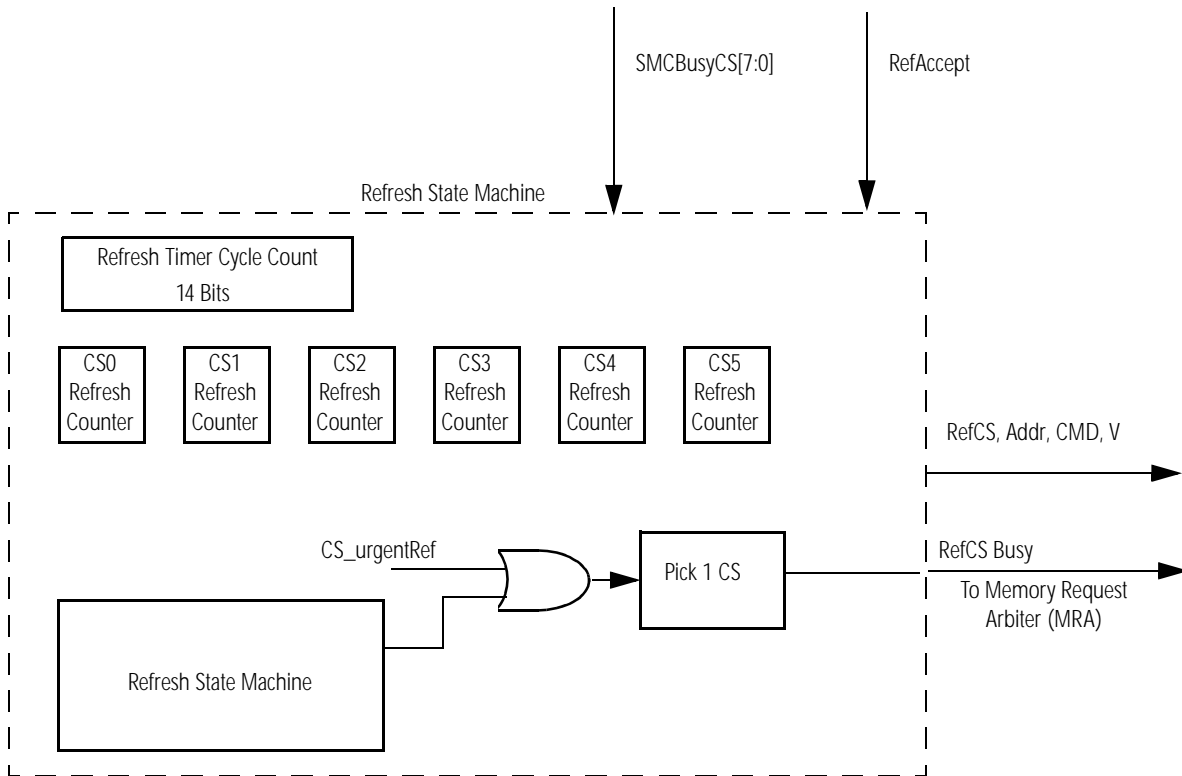 SMCBusyCS[7:0]
RefAccept
Refresh State Machine
Refresh Timer Cycle Count
14 Bits
CS0
Refresh
Counter
CS1
Refresh
Counter
CS2
Refresh
Counter
CS3
Refresh
Counter
CS4
Refresh
Counter
CS5
Refresh
Counter
RefCS, Addr, CMD, V
CS_urgentRef
Pick 1 CS
RefCS Busy
To Memory Request
Arbiter (MRA)
Refresh State Machine